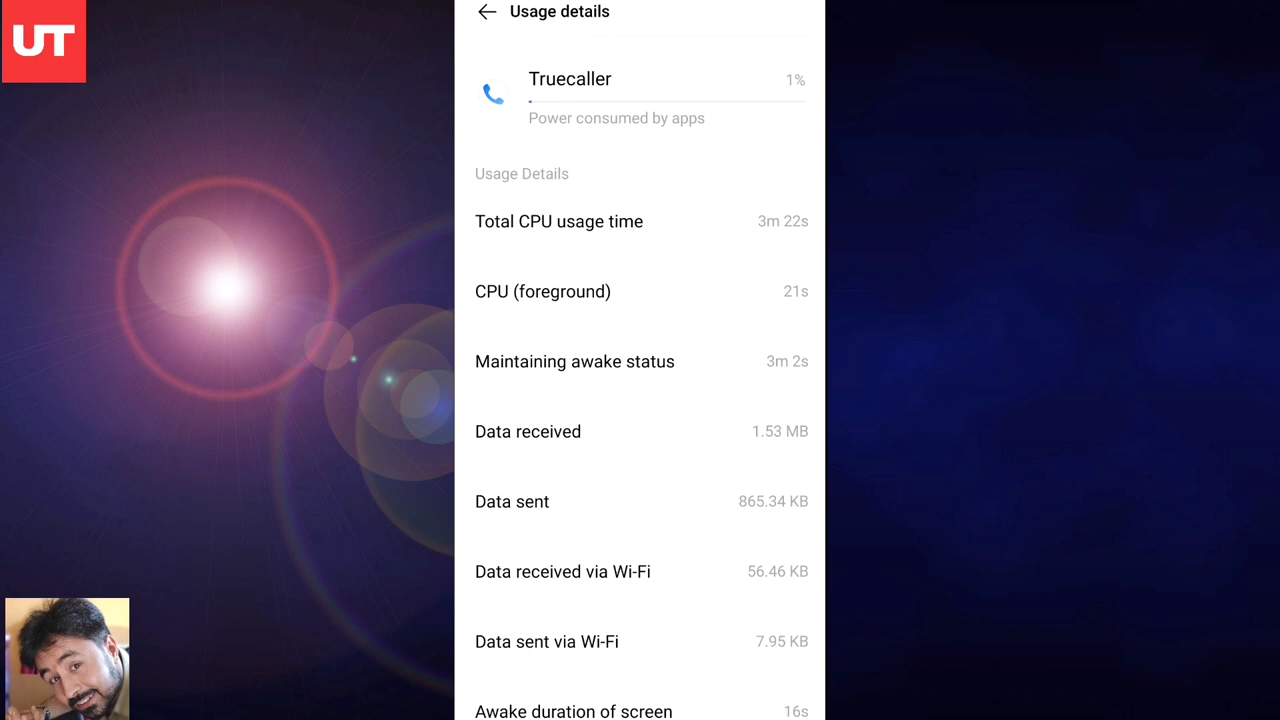 UT
Usage details
Truecaller 1%
Power consumed by apps
Usage Details
Total CPU usage time 3m 22s
CPU (foreground) 21s
Maintaining awake status 3m 2s
Data received 1.53 MB
Data sent 865.34 KB
Data received via Wi-Fi 56.46 KB
Data sent via Wi-Fi 7.95 KB
Awake duration of screen 16s